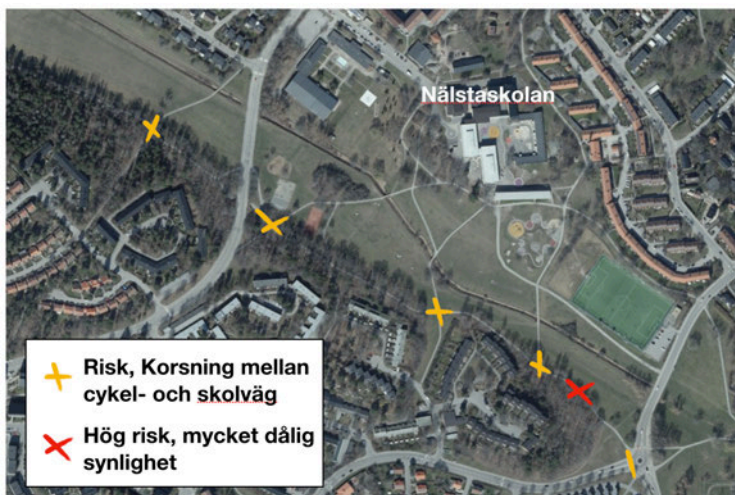 Nälstaskolan
Risk, Korsning mellan
cykel- och skolväg
Hög risk, mycket dålig
synlighet